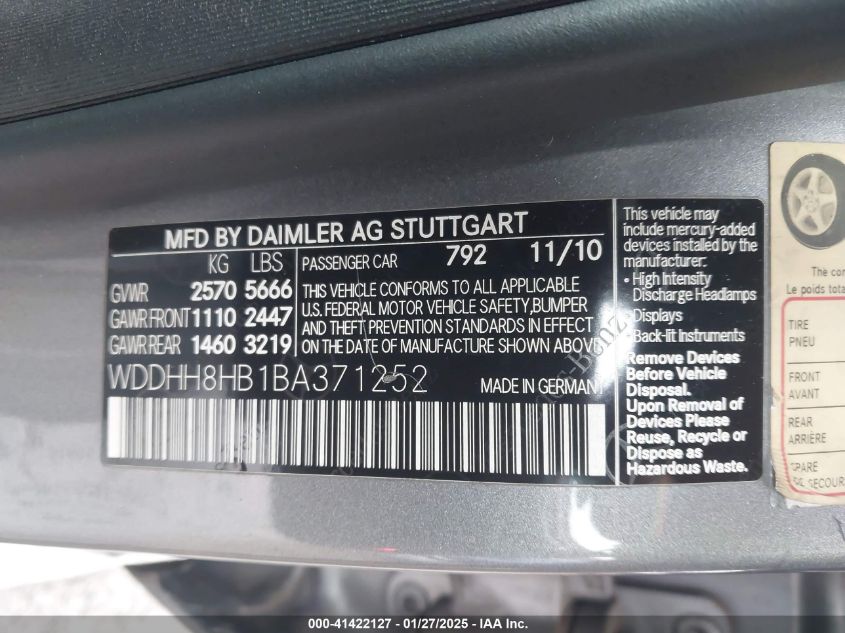 MFD BY DAIMLER AG STUTTGART
KG LBS
PASSENGER CAR 792 11/10
GVWR 2570 5666
GAWR FRONT 1110 2447
GAWR REAR 1460 3219
THIS VEHICLE CONFORMS TO ALL APPLICABLE
U.S. FEDERAL MOTOR VEHICLE SAFETY, BUMPER
AND THEFT PREVENTION STANDARDS IN EFFECT
ON THE DATE OF MANUFACTURE SHOWN ABOVE
WDDHH8HB1BA371252
MADE IN GERMANY
This vehicle may
include mercury-added
devices installed by the
manufacturer:
• High Intensity
Discharge Headlamps
• Displays
• Back-lit Instruments
Remove Devices
Before Vehicle
Disposal.
Upon Removal of
Devices Please
Reuse, Recycle or
Dispose as
Hazardous Waste.
The
Le poids
TIRE
PNEU
FRONT
AVANT
REAR
ARRIÈRE
SPARE
000-41422127 - 01/27/2025 - IAA Inc.